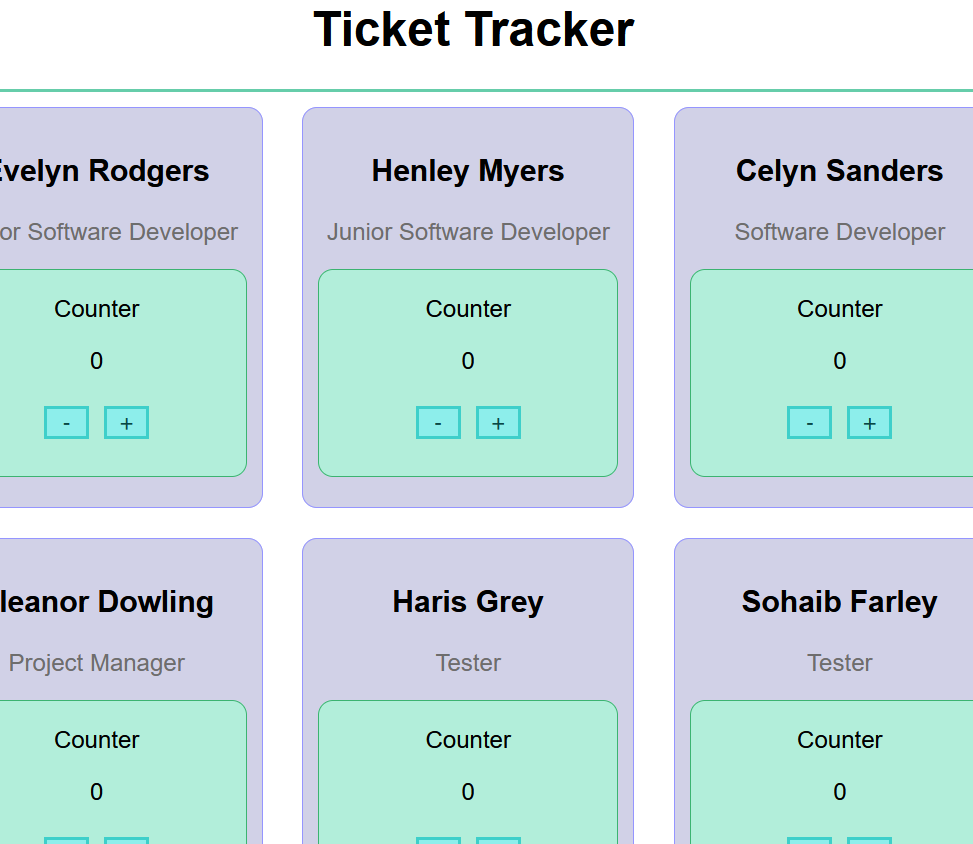 Ticket Tracker
Evelyn Rodgers
Henley Myers
Celyn Sanders
or Software Developer
Junior Software Developer
Software Developer
Counter
Counter
Counter
0
0
0
- +
- +
- +
leanor Dowling
Haris Grey
Sohaib Farley
Project Manager
Tester
Tester
Counter
Counter
Counter
0
0
0